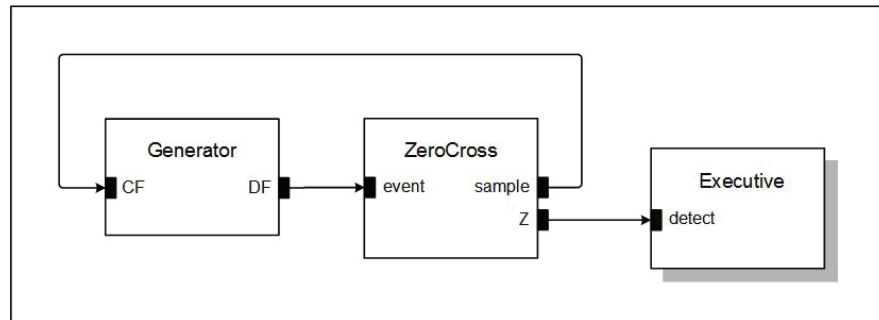 Generator
CF
DF
ZeroCross
event
sample
Z
Executive
detect